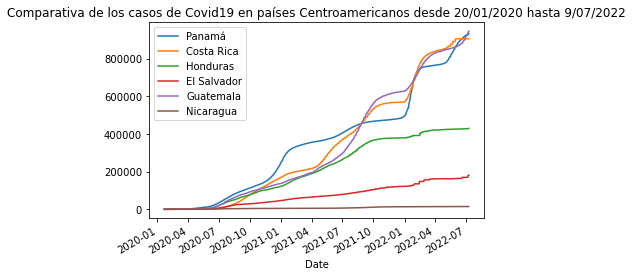 Comparativa de los casos de Covid19 en países Centroamericanos desde 20/01/2020 hasta 9/07/2022
Panamá
Costa Rica
Honduras
El Salvador
Guatemala
Nicaragua
800000
600000
400000
200000
0
2020-01
2020-04
2020-07
2020-10
2021-01
2021-04
2021-07
2021-10
2022-01
2022-04
2022-07
Date